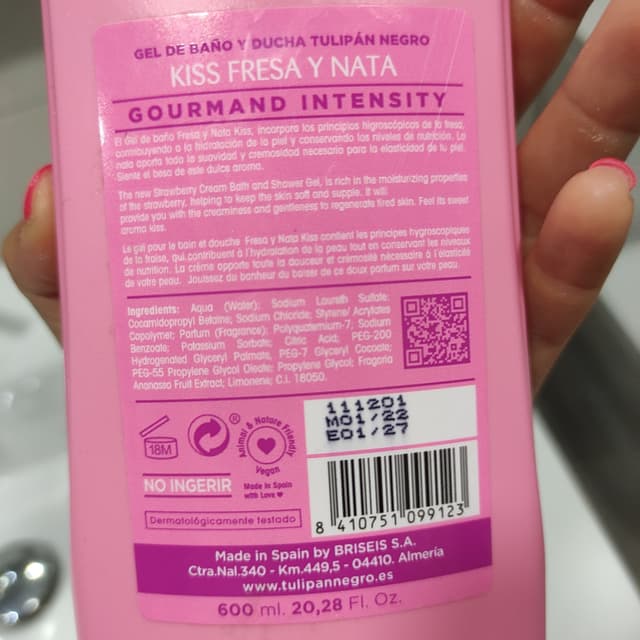 GEL DE BAÑO Y DUCHA TULIPÁN NEGRO
KISS FRESA Y NATA
GOURMAND INTENSITY
El Gel de baño Fresa y Nata Kiss, incorpora los principios higroscópicos de la fresa,
contribuyendo a la hidratación de la piel y conservando los niveles de nutrición. La
nata aporta toda la suavidad y cremosidad necesaria para la elasticidad de tu piel.
Siente el beso de este dulce aroma.
The new Strawberry Cream Bath and Shower Gel, is rich in the moisturizing properties
of the strawberry, helping to keep the skin soft and supple. It will
provide you with the creaminess and gentleness to regenerate tired skin. Feel its sweet
aroma kiss.
Le gel pour le bain et douche Fresa y Nata Kiss contient les principes hygroscopiques
de la fraise, qui contribuent à l'hydratation de la peau tout en conservant les niveaux
de nutrition. La crème apporte toute la douceur et crémosité nécessaire à l'élasticité
de votre peau. Jouissez du bonheur du baiser de ce doux parfum sur votre peau.
Ingredients: Aqua (Water); Sodium Laureth Sulfate;
Cocamidopropyl Betaine; Sodium Chloride; Styrene/ Acrylates
Copolymer; Parfum (Fragrance); Polyquaternium-7, Sodium
Benzoate; Potassium Sorbate; Citric Acid; PEG-200
Hydrogenated Glyceryl Palmate, PEG-7 Glyceryl Cocoate;
PEG-55 Propylene Glycol Oleate; Propylene Glycol; Fragaria
Ananassa Fruit Extract; Limonene; C.I. 18050.
111201
M01/22
E01/27
18M
®
Animal & Nature Friendly
Vegan
NO INGERIR
Made in Spain
with Love
Dermatológicamente testado
8 410751 099123
Made in Spain by BRISEIS S.A.
Ctra.Nal.340 - Km.449,5 - 04410. Almería
www.tulipannegro.es
600 ml. 20,28 Fl. Oz.